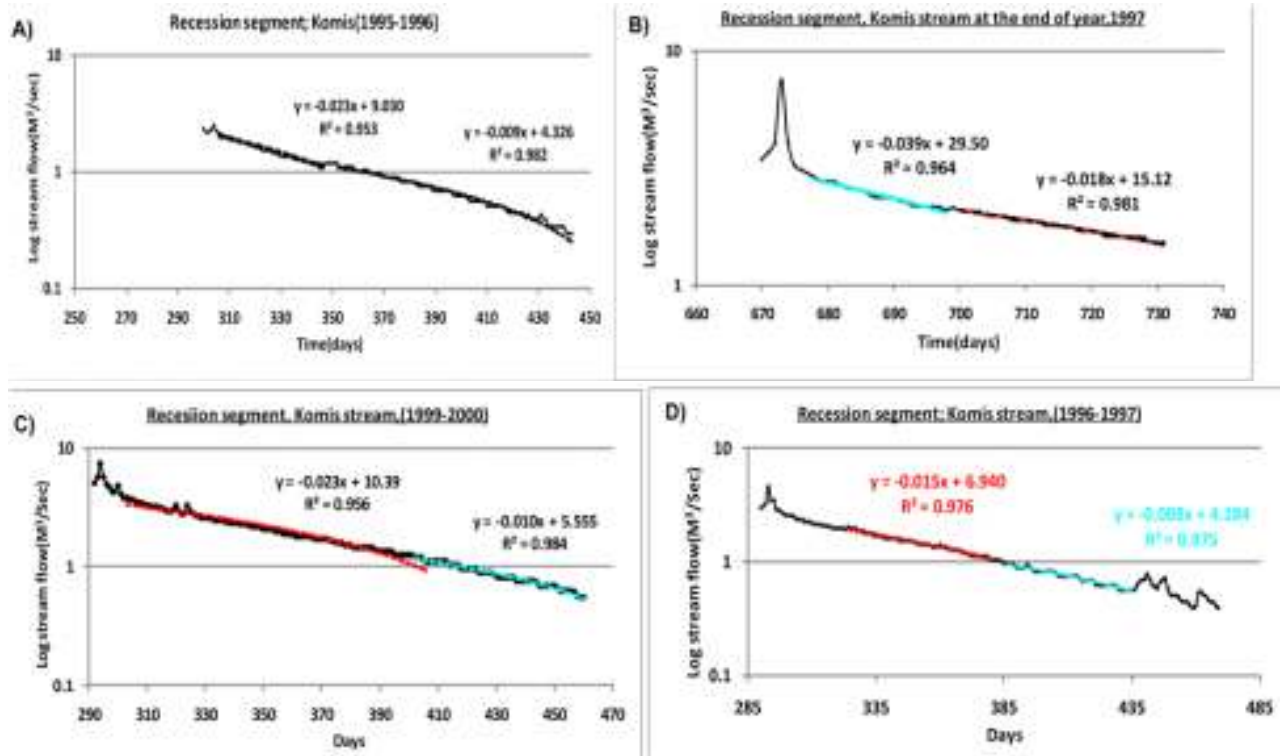 A)
Recession segment; Komis(1995-1996)
Log stream flow(M³/sec)
10
1
0.1
y = -0.023x + 9.030
R² = 0.953
y = -0.009x + 4.326
R² = 0.982
250 270 290 310 330 350 370 390 410 430 450
Time(days)
B)
Recession segment, Komis stream at the end of year,1997
Log stream flow(M³/sec)
10
1
y = -0.039x + 29.50
R² = 0.964
y = -0.018x + 15.12
R² = 0.981
660 670 680 690 700 710 720 730 740
Time(days)
C)
Recesiion segment, Komis stream,(1999-2000)
Log stream flow(M³/Sec)
10
1
0.1
y = -0.023x + 10.39
R² = 0.956
y = -0.010x + 5.555
R² = 0.984
290 310 330 350 370 390 410 430 450 470
Days
D)
Recession segment; Komis stream,(1996-1997)
Log stream flow(M³/Sec)
10
1
0.1
y = -0.015x + 6.940
R² = 0.976
285 335 385 435 485
Days